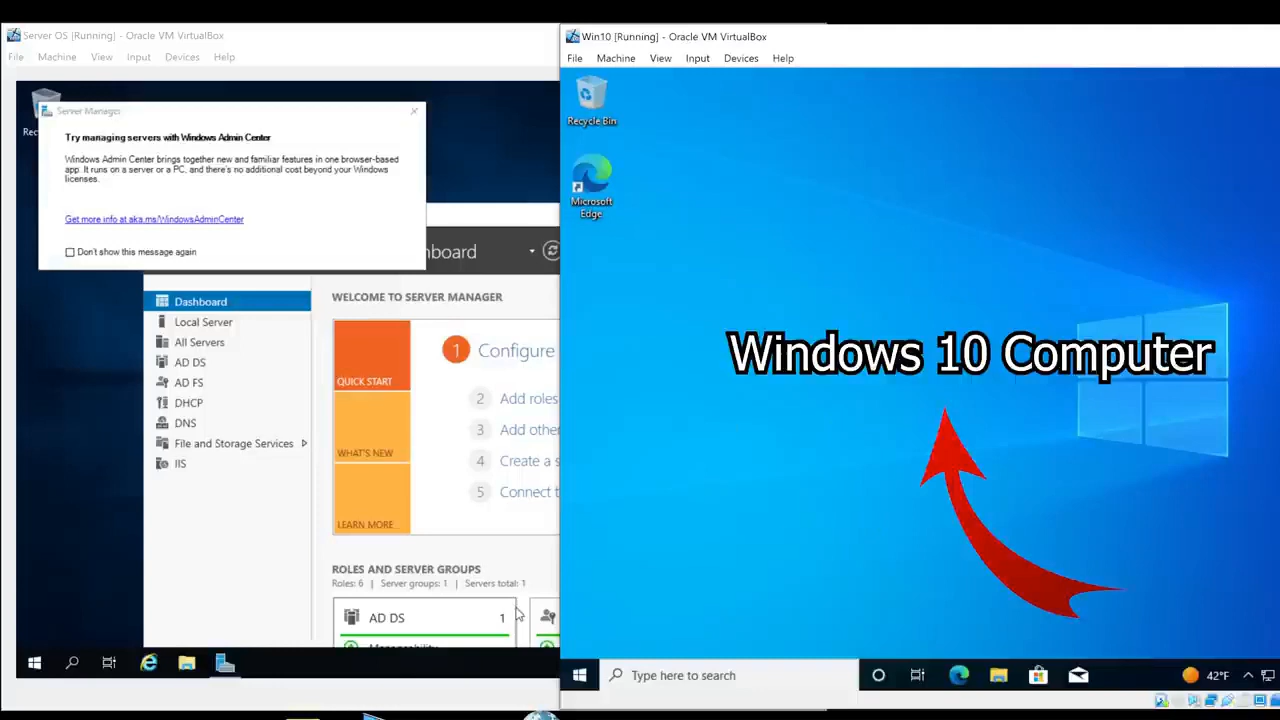 Server OS [Running] - Oracle VM VirtualBox
File Machine View Input Devices Help
Server Manager
Try managing servers with Windows Admin Center
Windows Admin Center brings together new and familiar features in one browser-based
app. It runs on a server or a PC, and there's no additional cost beyond your Windows
licenses.
Get more info at aka.ms/WindowsAdminCenter
Don't show this message again
Rec
hboard
Dashboard
Local Server
All Servers
AD DS
AD FS
DHCP
DNS
File and Storage Services
IIS
WELCOME TO SERVER MANAGER
QUICK START
WHAT'S NEW
LEARN MORE
1 Configure
2 Add roles
3 Add other
4 Create a s
5 Connect t
ROLES AND SERVER GROUPS
Roles: 6 | Server groups: 1 | Servers total: 1
AD DS 1
Manageability
Win10 [Running] - Oracle VM VirtualBox
File Machine View Input Devices Help
Recycle Bin
Microsoft
Edge
Windows 10 Computer
Type here to search
42°F